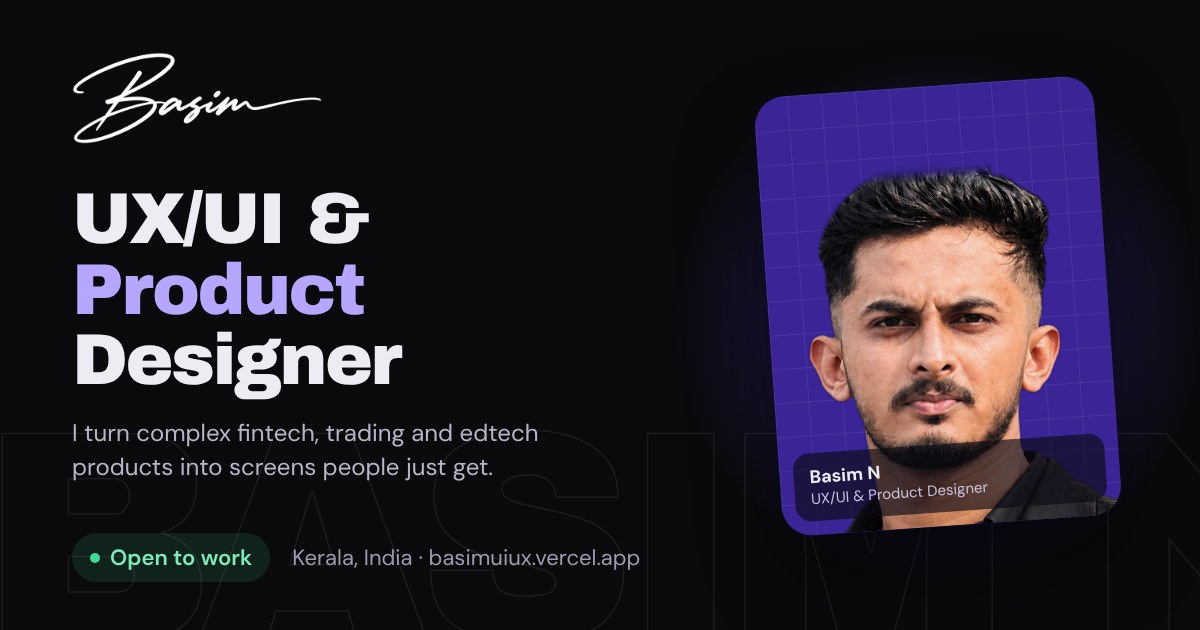 Basim
UX/UI &
Product
Designer
I turn complex fintech, trading and edtech
products into screens people just get.
Open to work
Kerala, India · basimuiux.vercel.app
Basim N
UX/UI & Product Designer
BASIM N